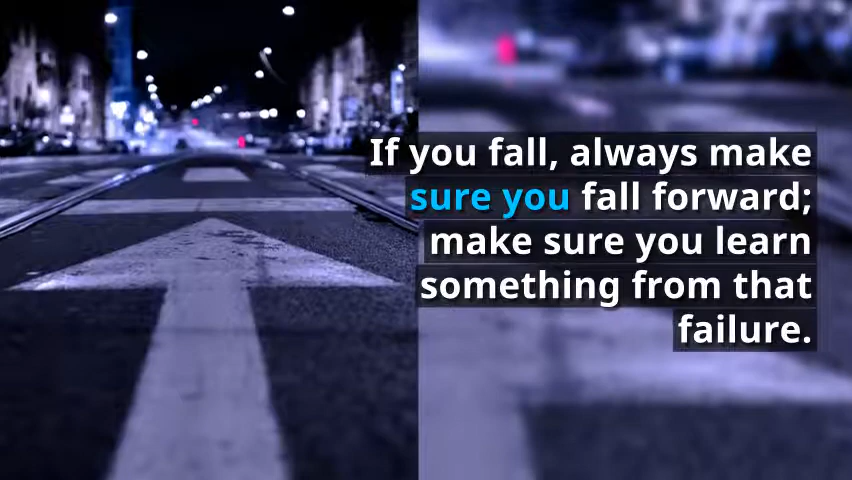 If you fall, always make
sure you fall forward;
make sure you learn
something from that
failure.